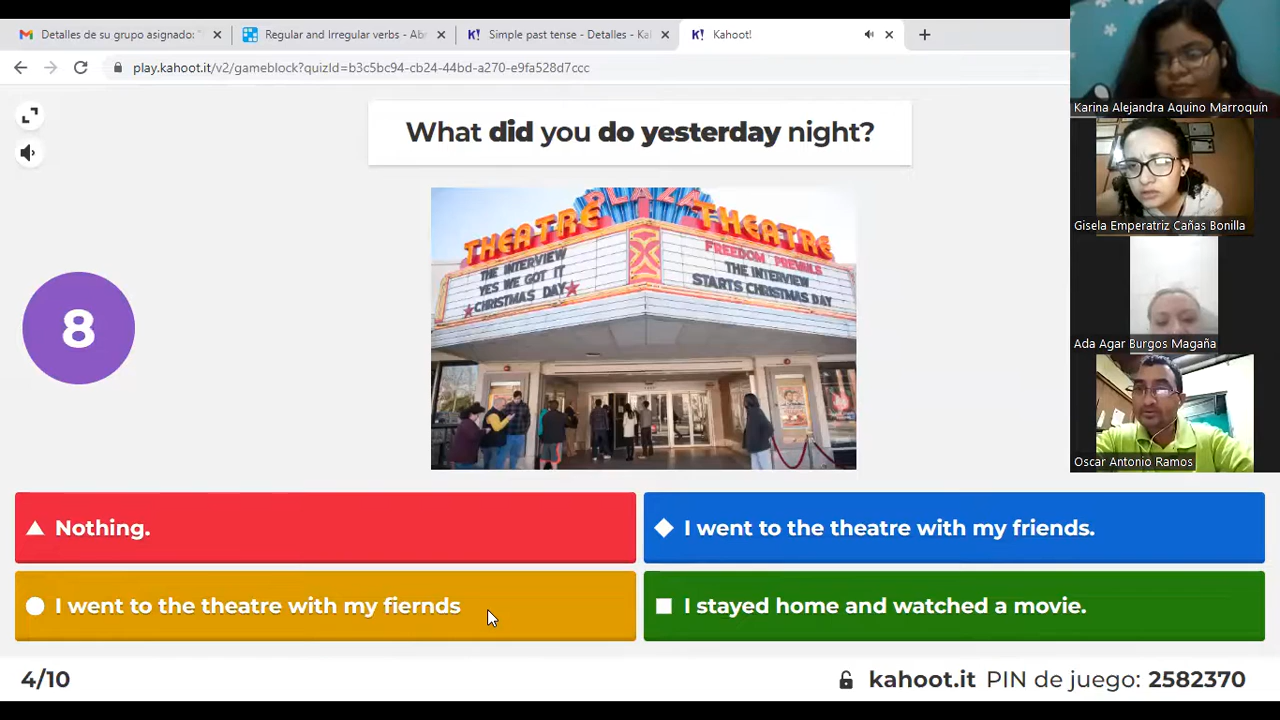 Detalles de su grupo asignado: "
Regular and Irregular verbs - Ab
Simple past tense - Detalles - Ka
Kahoot!
play.kahoot.it/v2/gameblock?quizId=b3c5bc94-cb24-44bd-a270-e9fa528d7ccc
What did you do yesterday night?
PLAZA
THEATRE
THEATRE
THE INTERVIEW
YES WE GOT IT
CHRISTMAS DAY
FREEDOM PREVAILS
THE INTERVIEW
STARTS CHRISTMAS DAY
8
Nothing.
I went to the theatre with my friends.
I went to the theatre with my fiernds
I stayed home and watched a movie.
4/10
kahoot.it PIN de juego: 2582370
Karina Alejandra Aquino Marroquín
Gisela Emperatriz Cañas Bonilla
Ada Agar Burgos Magaña
Oscar Antonio Ramos